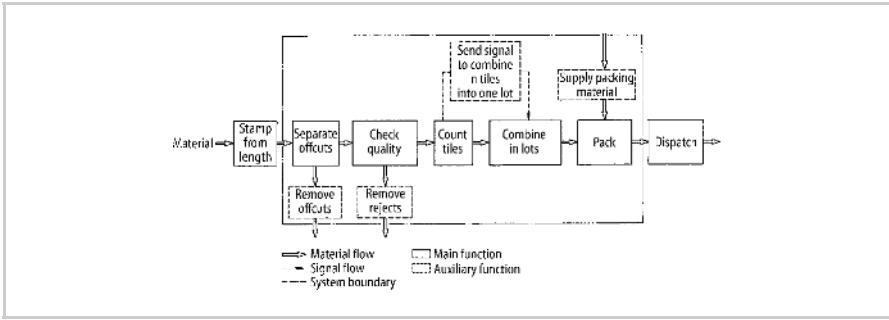 Send signal
to combine
n tiles
into one lot
Supply packing
material
Material
Stamp
from
length
Separate
offcuts
Check
quality
Count
tiles
Combine
in lots
Pack
Dispatch
Remove
offcuts
Remove
rejects
Material flow
Main function
Signal flow
Auxiliary function
System boundary